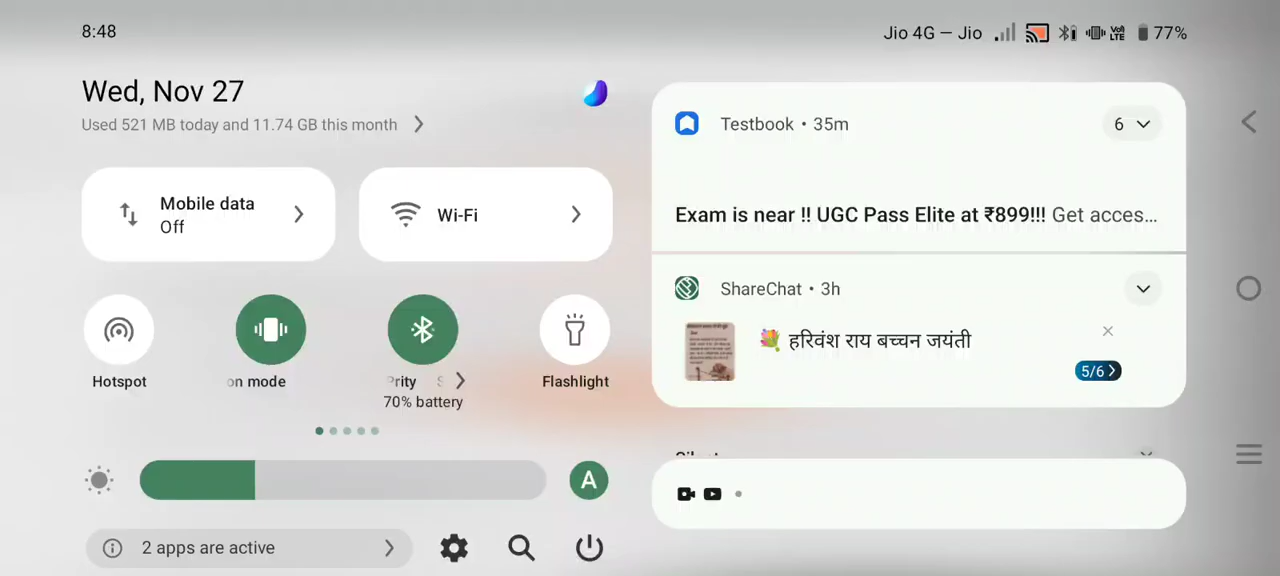 8:48
Jio 4G — Jio
VoLTE
77%
Wed, Nov 27
Used 521 MB today and 11.74 GB this month
Mobile data
Off
Wi-Fi
Hotspot
on mode
Prity
70% battery
Flashlight
A
2 apps are active
Testbook • 35m
6
Exam is near !! UGC Pass Elite at ₹899!!! Get acces...
ShareChat • 3h
💐 हरिवंश राय बच्चन जयंती
5/6